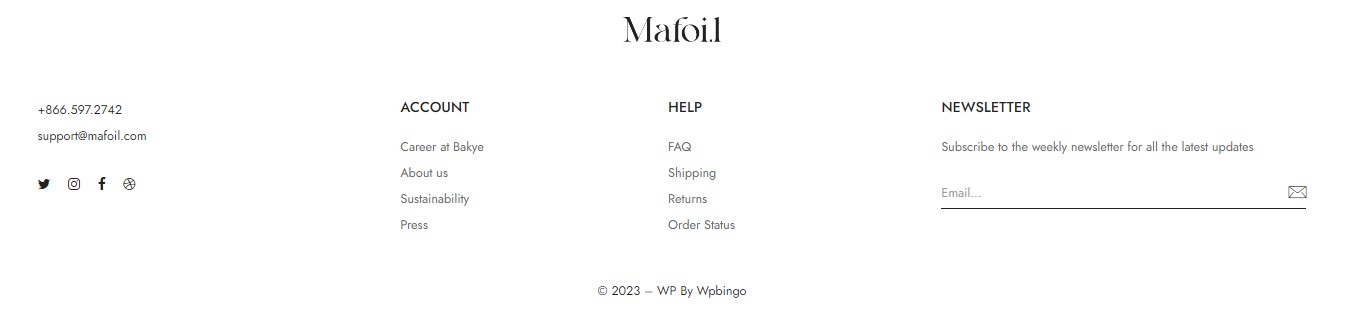 Mafoi.l
+866.597.2742
support@mafoil.com
ACCOUNT
Career at Bakye
About us
Sustainability
Press
HELP
FAQ
Shipping
Returns
Order Status
NEWSLETTER
Subscribe to the weekly newsletter for all the latest updates
Email...
© 2023 – WP By Wpbingo